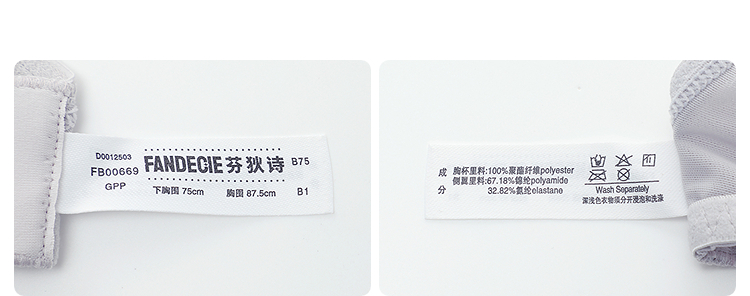 D0012503
FB00669
GPP
FANDECIE芬狄诗
B75
下胸围 75cm 胸围 87.5cm B1
成分
胸杯里料:100%聚酯纤维polyester
侧翼里料:67.18%锦纶polyamide
32.82%氨纶elastane
Wash Separately
深浅色衣物须分开浸泡和洗涤